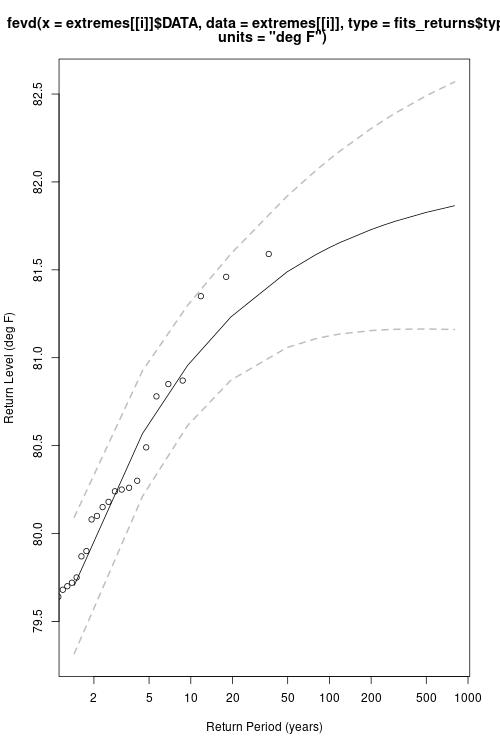 fevd(x = extremes[[i]]$DATA, data = extremes[[i]], type = fits_returns$typ
units = "deg F")
82.5
82.0
81.5
81.0
80.5
80.0
79.5
Return Level (deg F)
2 5 10 20 50 100 200 500 1000
Return Period (years)